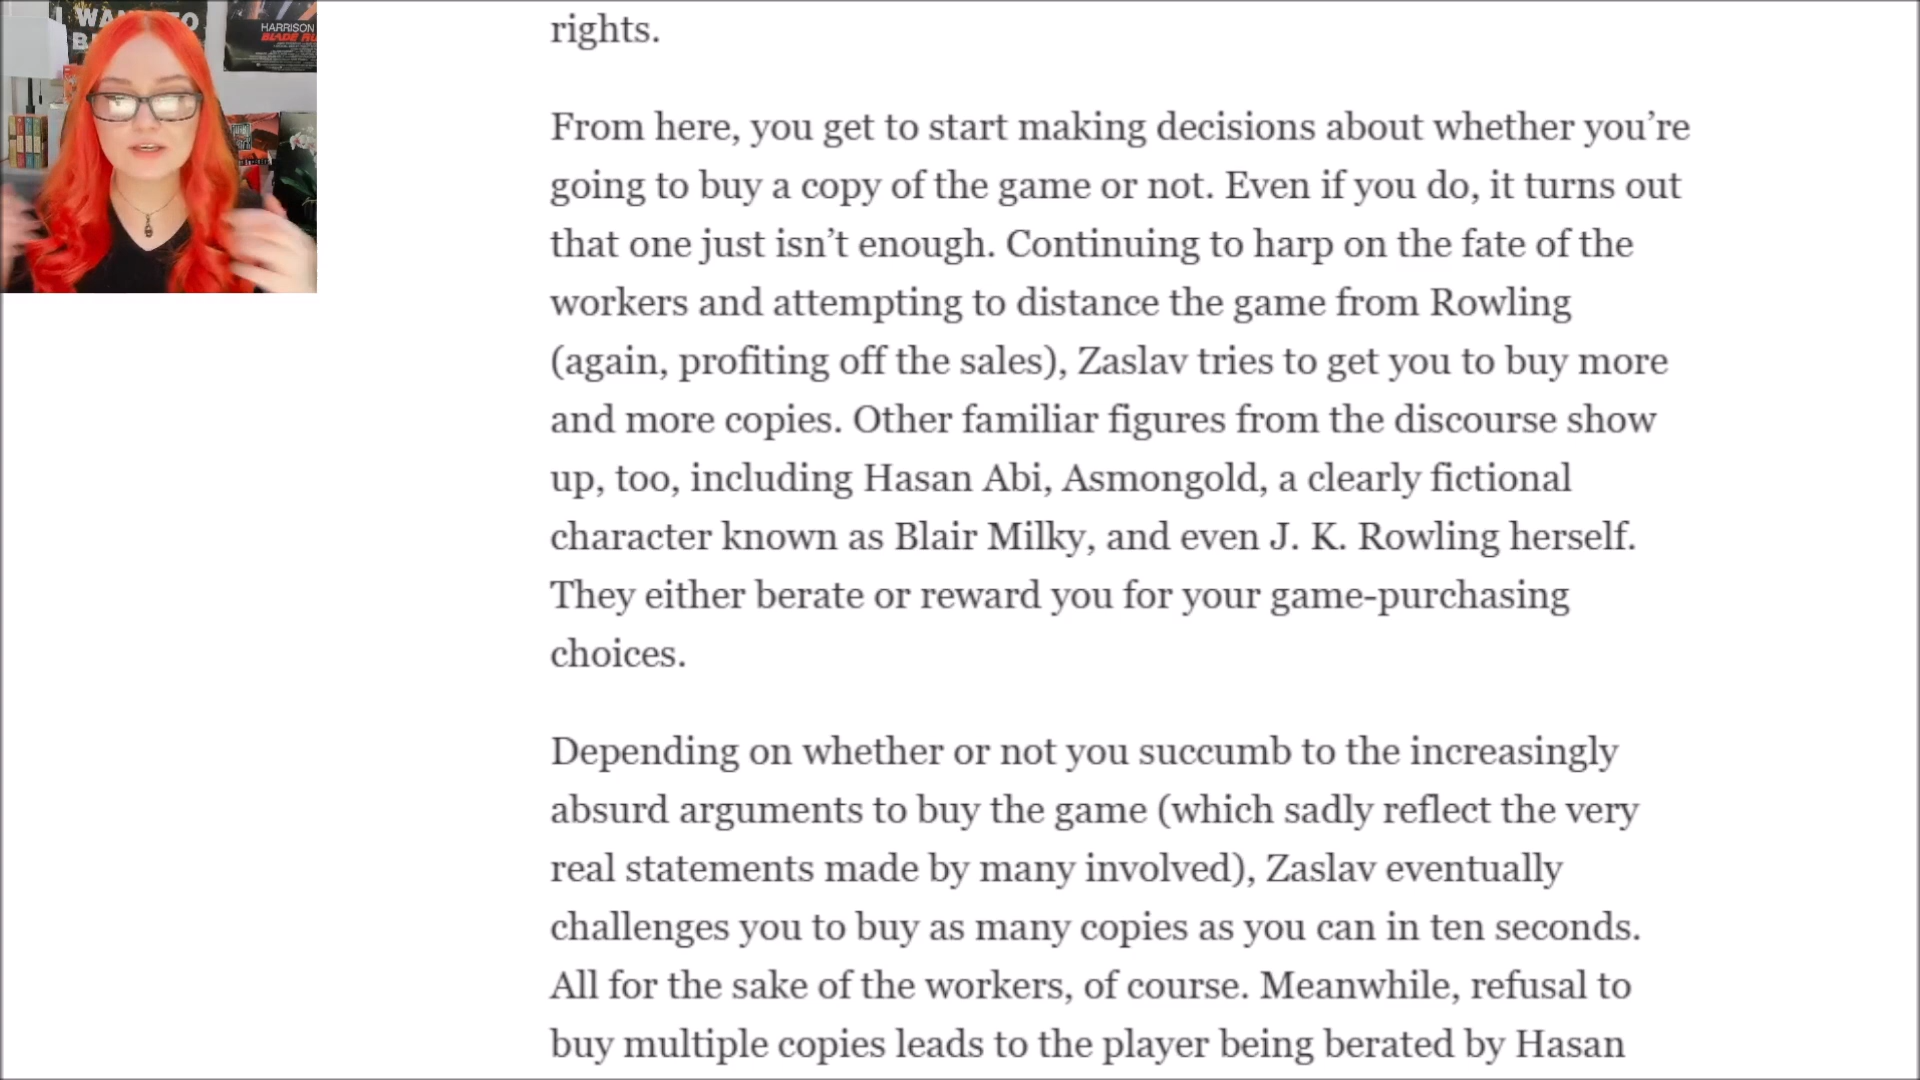 I WANT TO
B
HARRISON
BLADE RU
rights.
From here, you get to start making decisions about whether you’re
going to buy a copy of the game or not. Even if you do, it turns out
that one just isn’t enough. Continuing to harp on the fate of the
workers and attempting to distance the game from Rowling
(again, profiting off the sales), Zaslav tries to get you to buy more
and more copies. Other familiar figures from the discourse show
up, too, including Hasan Abi, Asmongold, a clearly fictional
character known as Blair Milky, and even J. K. Rowling herself.
They either berate or reward you for your game-purchasing
choices.
Depending on whether or not you succumb to the increasingly
absurd arguments to buy the game (which sadly reflect the very
real statements made by many involved), Zaslav eventually
challenges you to buy as many copies as you can in ten seconds.
All for the sake of the workers, of course. Meanwhile, refusal to
buy multiple copies leads to the player being berated by Hasan